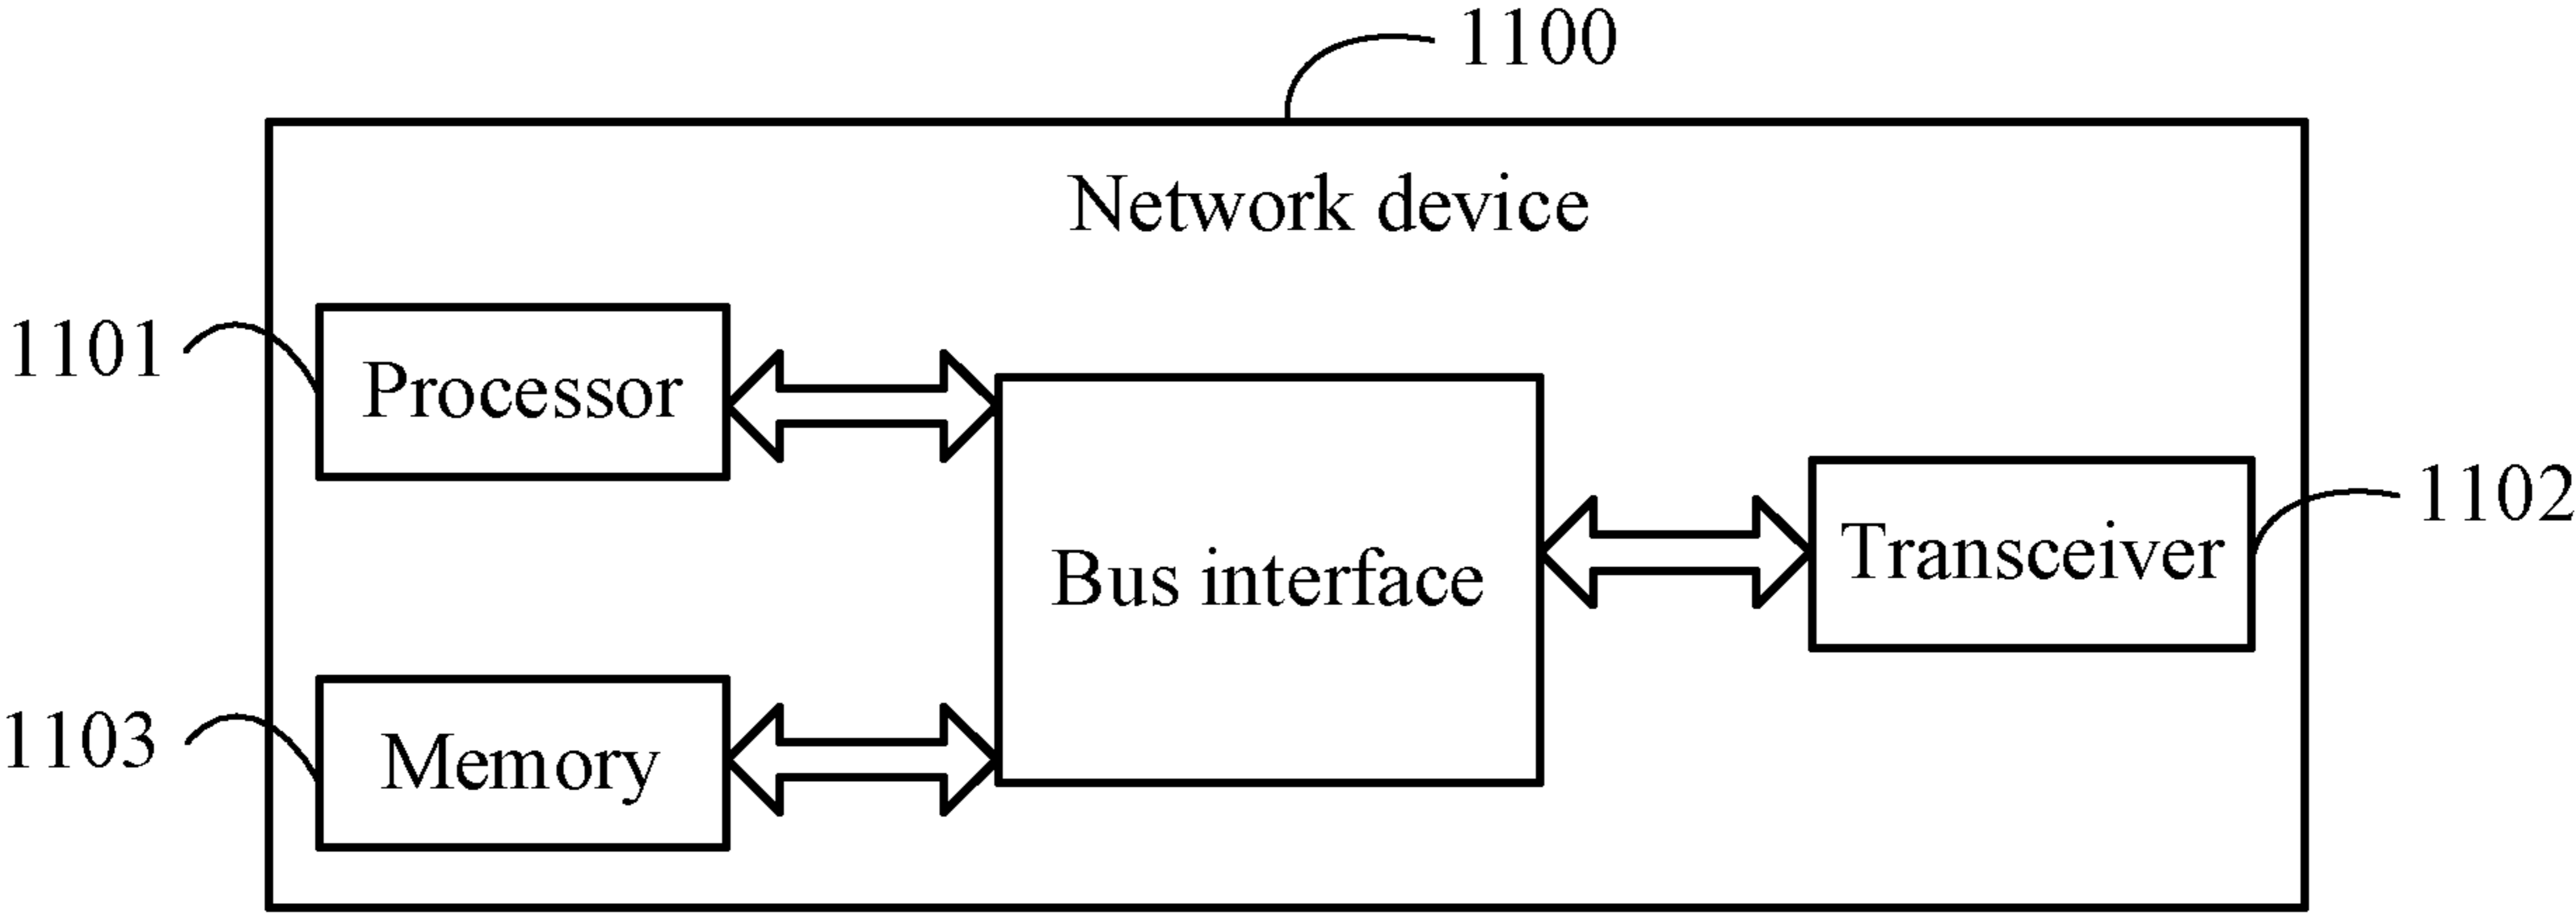 1100
Network device
1101
Processor
Bus interface
Transceiver
1102
1103
Memory